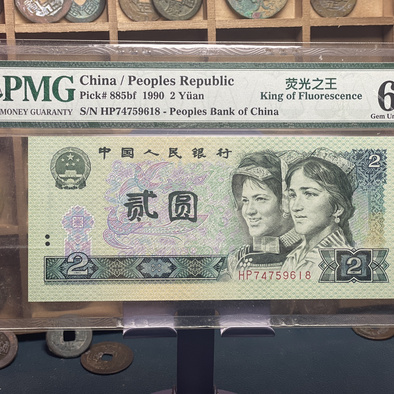 PMG
MONEY GUARANTY
China / Peoples Republic
Pick# 885bf 1990 2 Yüan
S/N HP74759618 - Peoples Bank of China
荧光之王
King of Fluorescence
6
Gem Un
中国人民银行
2
贰圆
HP74759618
2
2